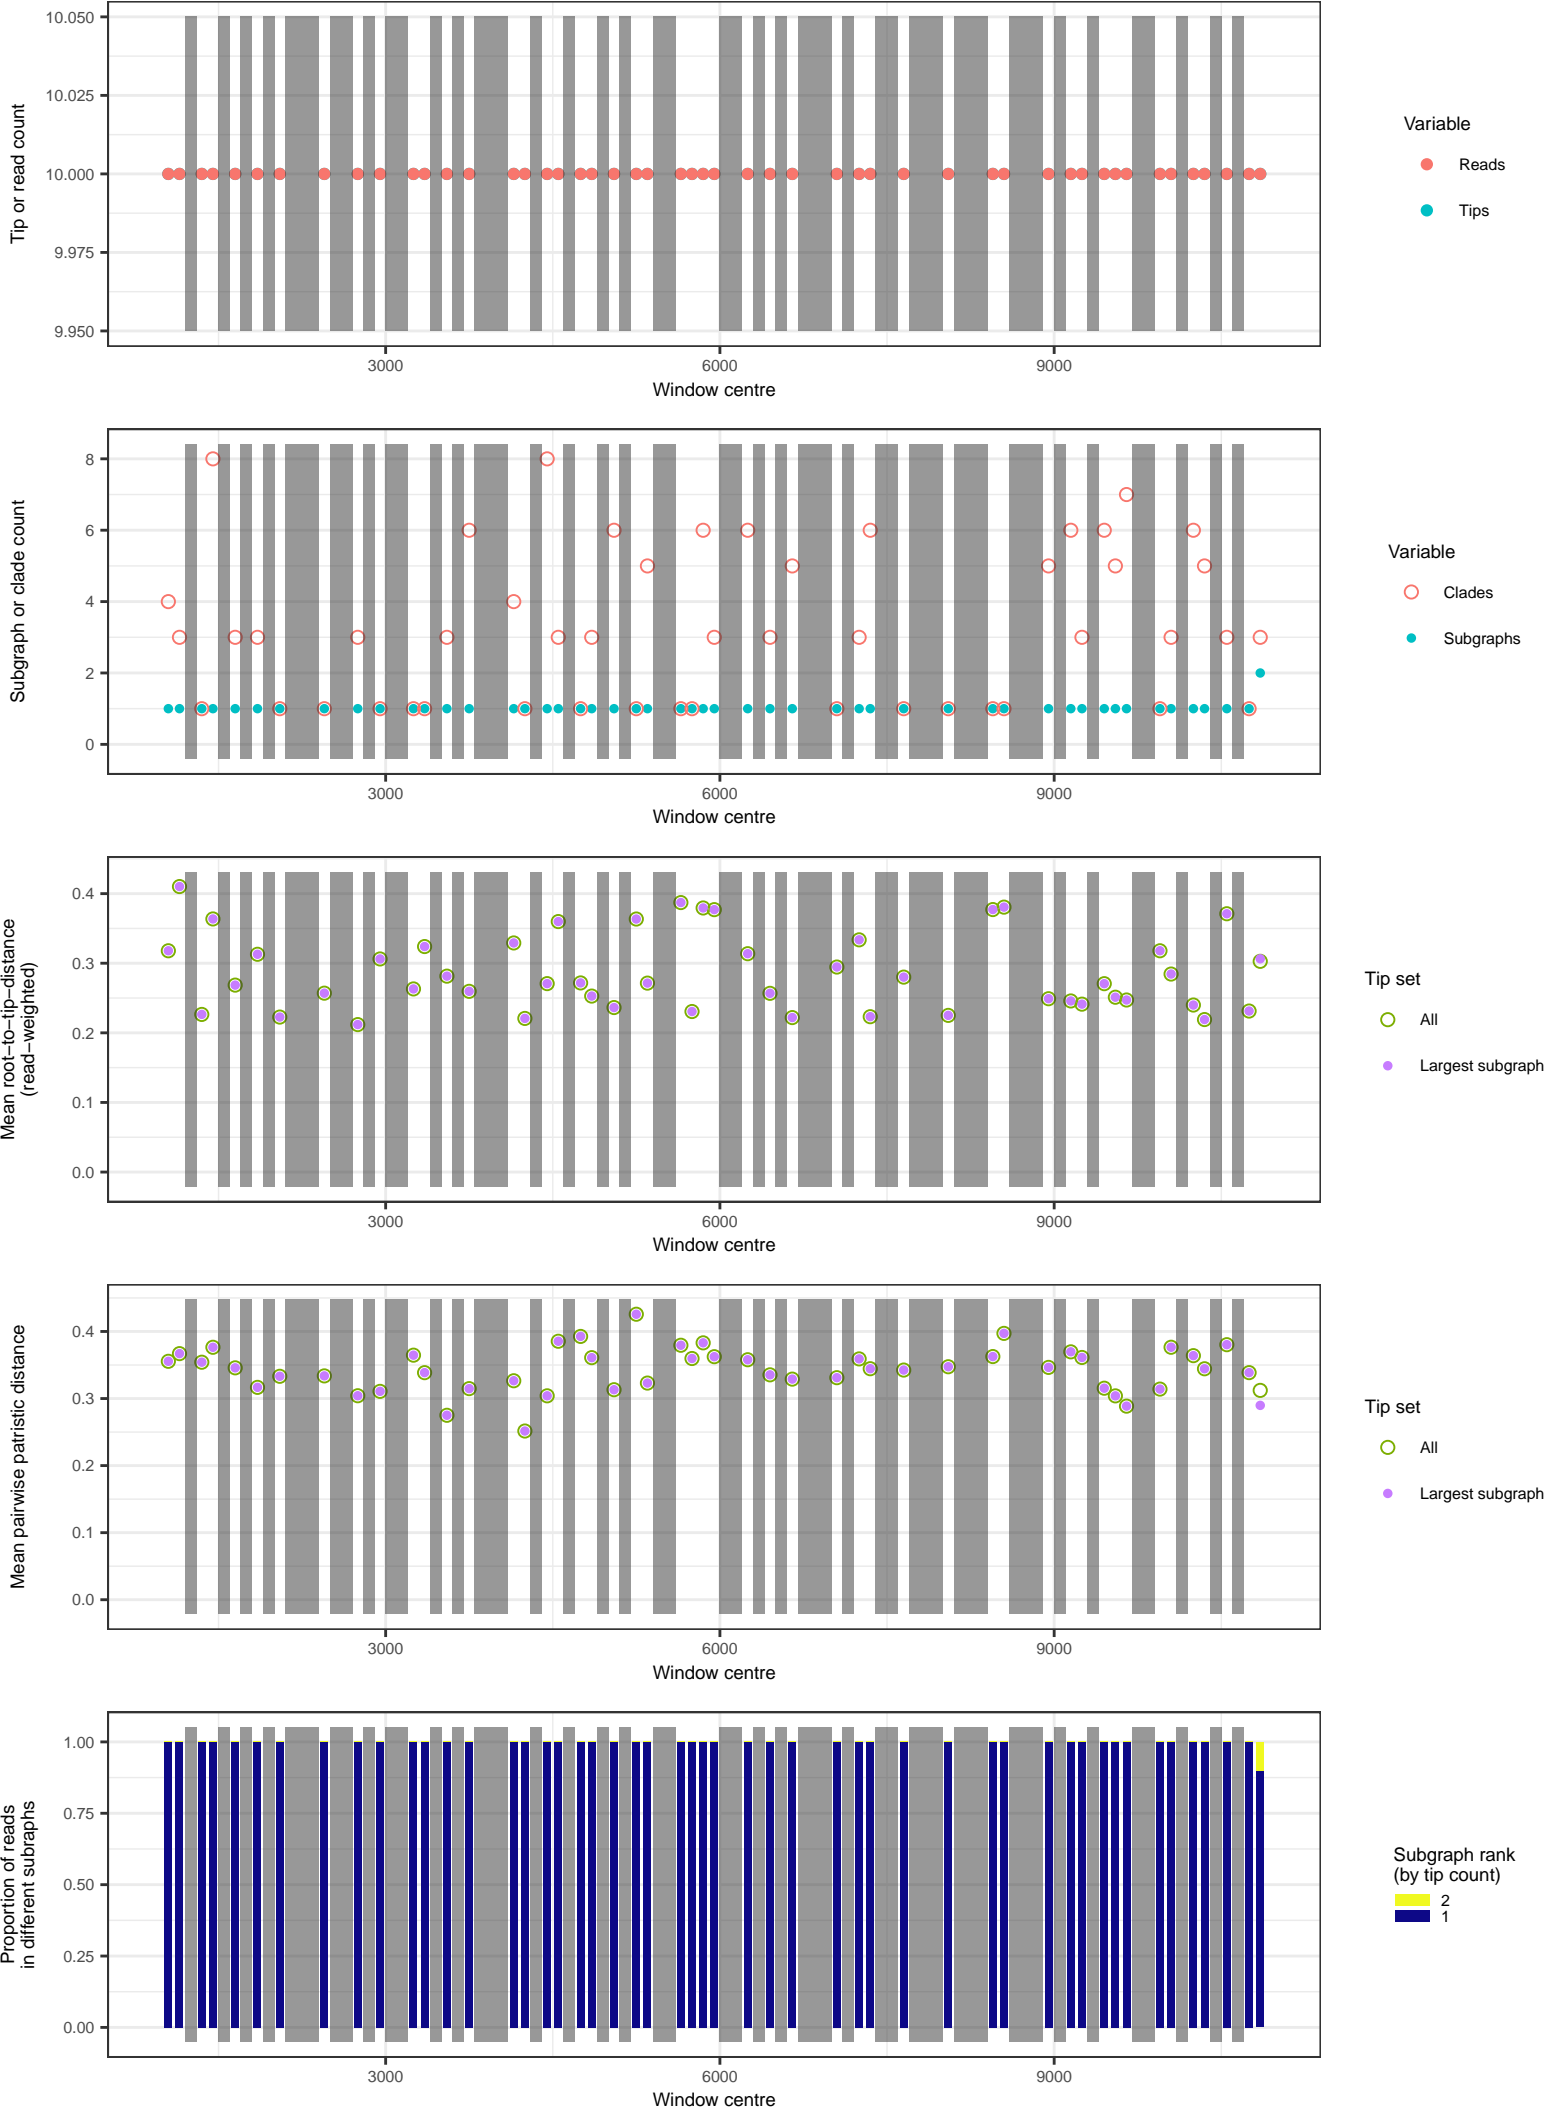 10.050
10.025
10.000
9.975
9.950
Tip or read count
3000 6000 9000
Window centre
Variable
Reads
Tips
8
6
4
2
0
Subgraph or clade count
3000 6000 9000
Window centre
Variable
Clades
Subgraphs
0.4
0.3
0.2
0.1
0.0
Mean root−to−tip−distance
(read−weighted)
3000 6000 9000
Window centre
Tip set
All
Largest subgraph
0.4
0.3
0.2
0.1
0.0
Mean pairwise patristic distance
3000 6000 9000
Window centre
Tip set
All
Largest subgraph
1.00
0.75
0.50
0.25
0.00
Proportion of reads
in different subraphs
3000 6000 9000
Window centre
Subgraph rank
(by tip count)
2
1